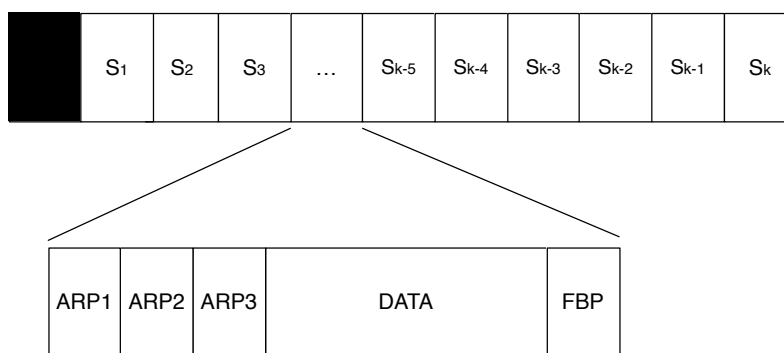 S1 S2 S3 ... Sk-5 Sk-4 Sk-3 Sk-2 Sk-1 Sk
ARP1 ARP2 ARP3 DATA FBP